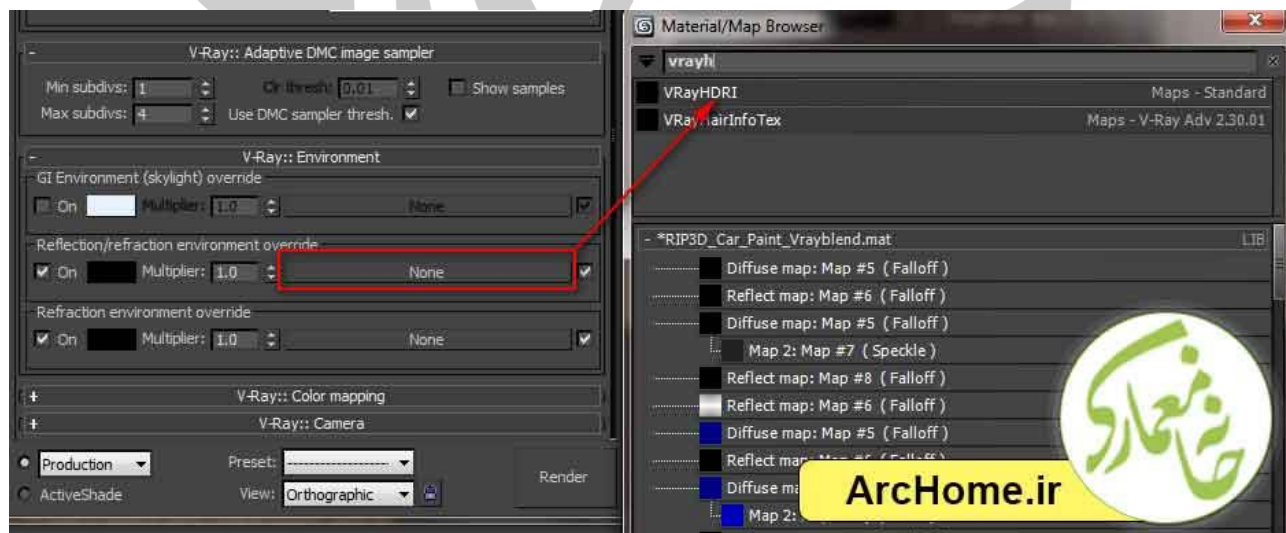 V-Ray:: Adaptive DMC image sampler
Min subdivs: 1 Clr thresh: 0.01 Show samples
Max subdivs: 4 Use DMC sampler thresh.
V-Ray:: Environment
GI Environment (skylight) override
On Multiplier: 1.0 None
Reflection/refraction environment override
On Multiplier: 1.0 None
Refraction environment override
On Multiplier: 1.0 None
V-Ray:: Color mapping
V-Ray:: Camera
Production Preset: ------------------
ActiveShade View: Orthographic
Render
Material/Map Browser
vrayh
VRayHDRI Maps - Standard
VRayHairInfoTex Maps - V-Ray Adv 2.30.01
- *RIP3D_Car_Paint_Vrayblend.mat LIB
Diffuse map: Map #5 ( Falloff )
Reflect map: Map #6 ( Falloff )
Diffuse map: Map #5 ( Falloff )
Map 2: Map #7 ( Speckle )
Reflect map: Map #8 ( Falloff )
Reflect map: Map #6 ( Falloff )
Diffuse map: Map #5 ( Falloff )
Reflect
Diffuse
Map 2:
خانه معماری
ArcHome.ir